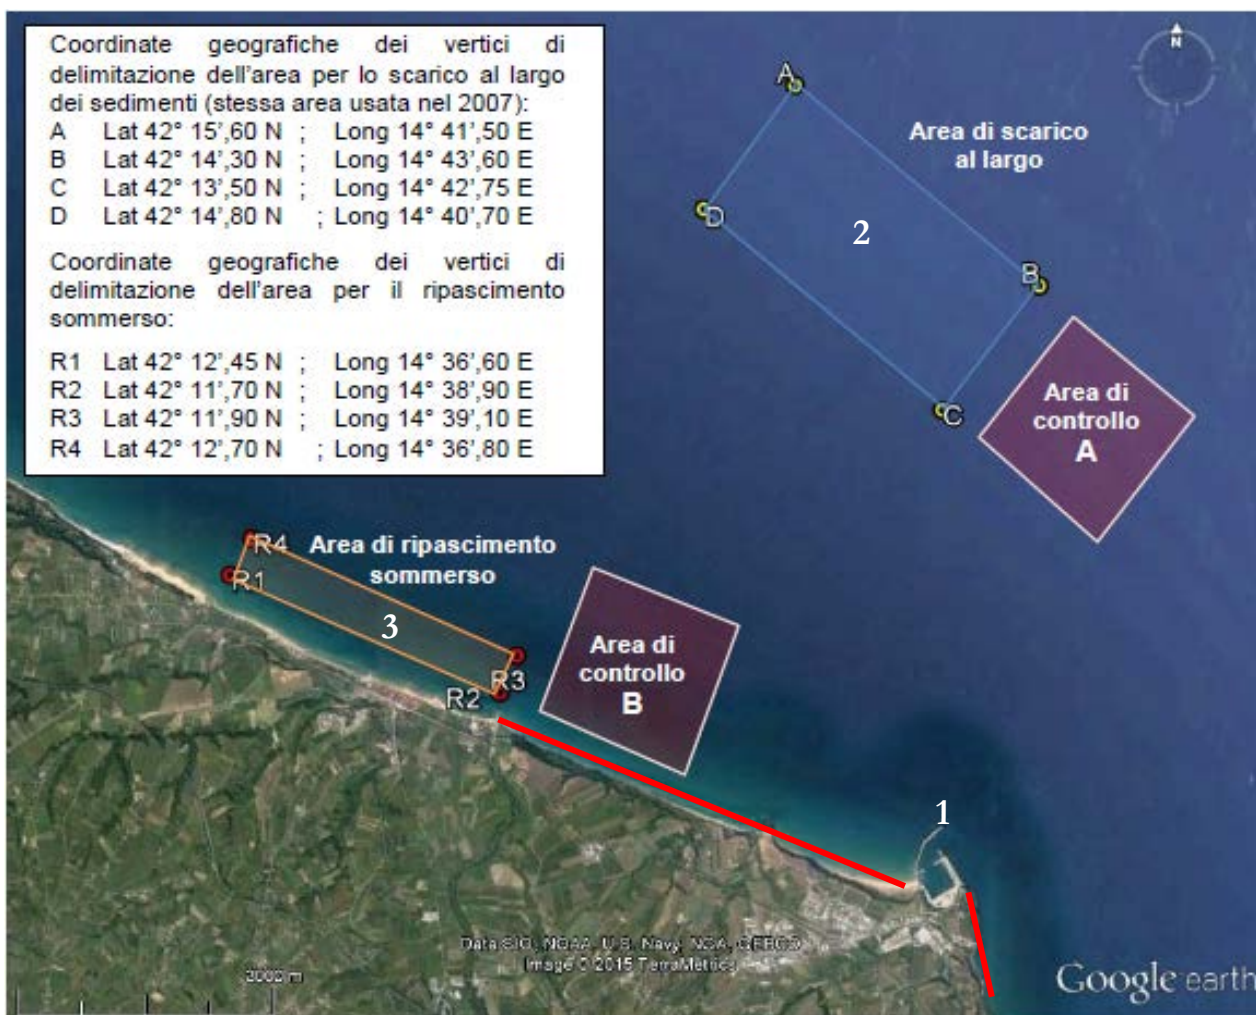 Coordinate geografiche dei vertici di
delimitazione dell'area per lo scarico al largo
dei sedimenti (stessa area usata nel 2007):
A Lat 42° 15',60 N ; Long 14° 41',50 E
B Lat 42° 14',30 N ; Long 14° 43',60 E
C Lat 42° 13',50 N ; Long 14° 42',75 E
D Lat 42° 14',80 N ; Long 14° 40',70 E
Coordinate geografiche dei vertici di
delimitazione dell'area per il ripascimento
sommerso:
R1 Lat 42° 12',45 N ; Long 14° 36',60 E
R2 Lat 42° 11',70 N ; Long 14° 38',90 E
R3 Lat 42° 11',90 N ; Long 14° 39',10 E
R4 Lat 42° 12',70 N ; Long 14° 36',80 E
N
A
Area di scarico
al largo
D
2
B
C
Area di
controllo
A
R4
R1
Area di ripascimento
sommerso
3
R3
R2
Area di
controllo
B
1
Data SIO, NOAA, U.S. Navy, NGA, GEBCO
Image © 2015 TerraMetrics
3000 m
Google earth